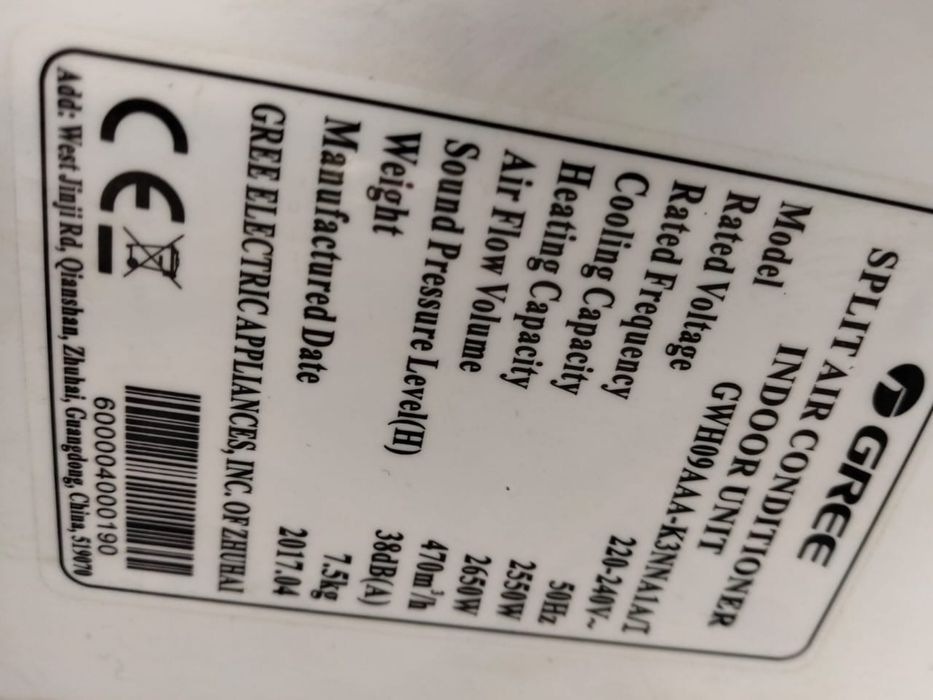 GREE
SPLIT AIR CONDITIONER
INDOOR UNIT
Model GWH09AAA-K3NNA1A/I
Rated Voltage 220-240V~
Rated Frequency 50Hz
Cooling Capacity 2550W
Heating Capacity 2650W
Air Flow Volume 470m³/h
Sound Pressure Level(H) 38dB(A)
Weight 7.5kg
Manufactured Date 2017.04
GREE ELECTRIC APPLIANCES, INC. OF ZHUHAI
CE
600004000190
Add: West Jinji Rd, Qianshan, Zhuhai, Guangdong, China, 519070